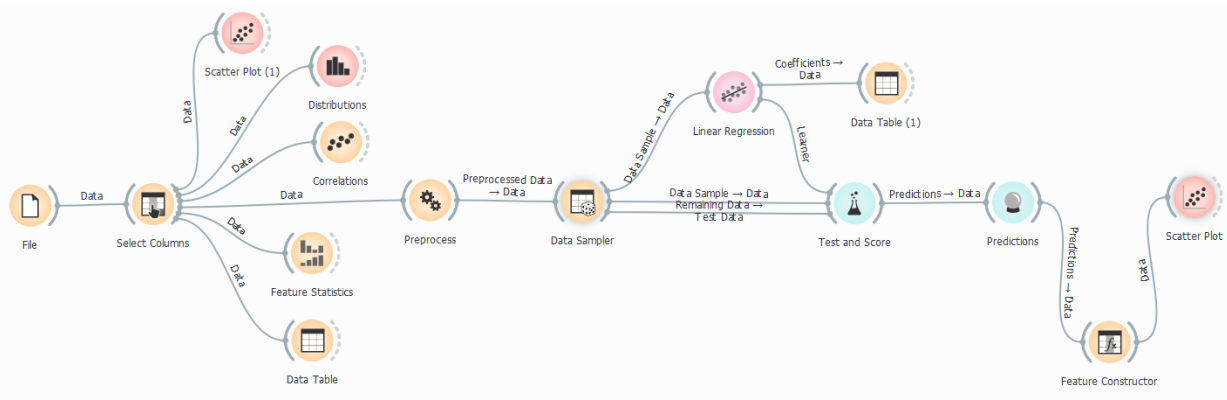 Scatter Plot (1)
Data
Distributions
Data
Correlations
Data
File
Data
Select Columns
Data
Preprocess
Data
Feature Statistics
Data
Data Table
Preprocessed Data
→ Data
Data Sampler
Data Sample → Data
Linear Regression
Coefficients →
Data
Data Table (1)
Learner
Data Sample → Data
Remaining Data →
Test Data
Test and Score
Predictions → Data
Predictions
Predictions → Data
fx
Feature Constructor
Data
Scatter Plot